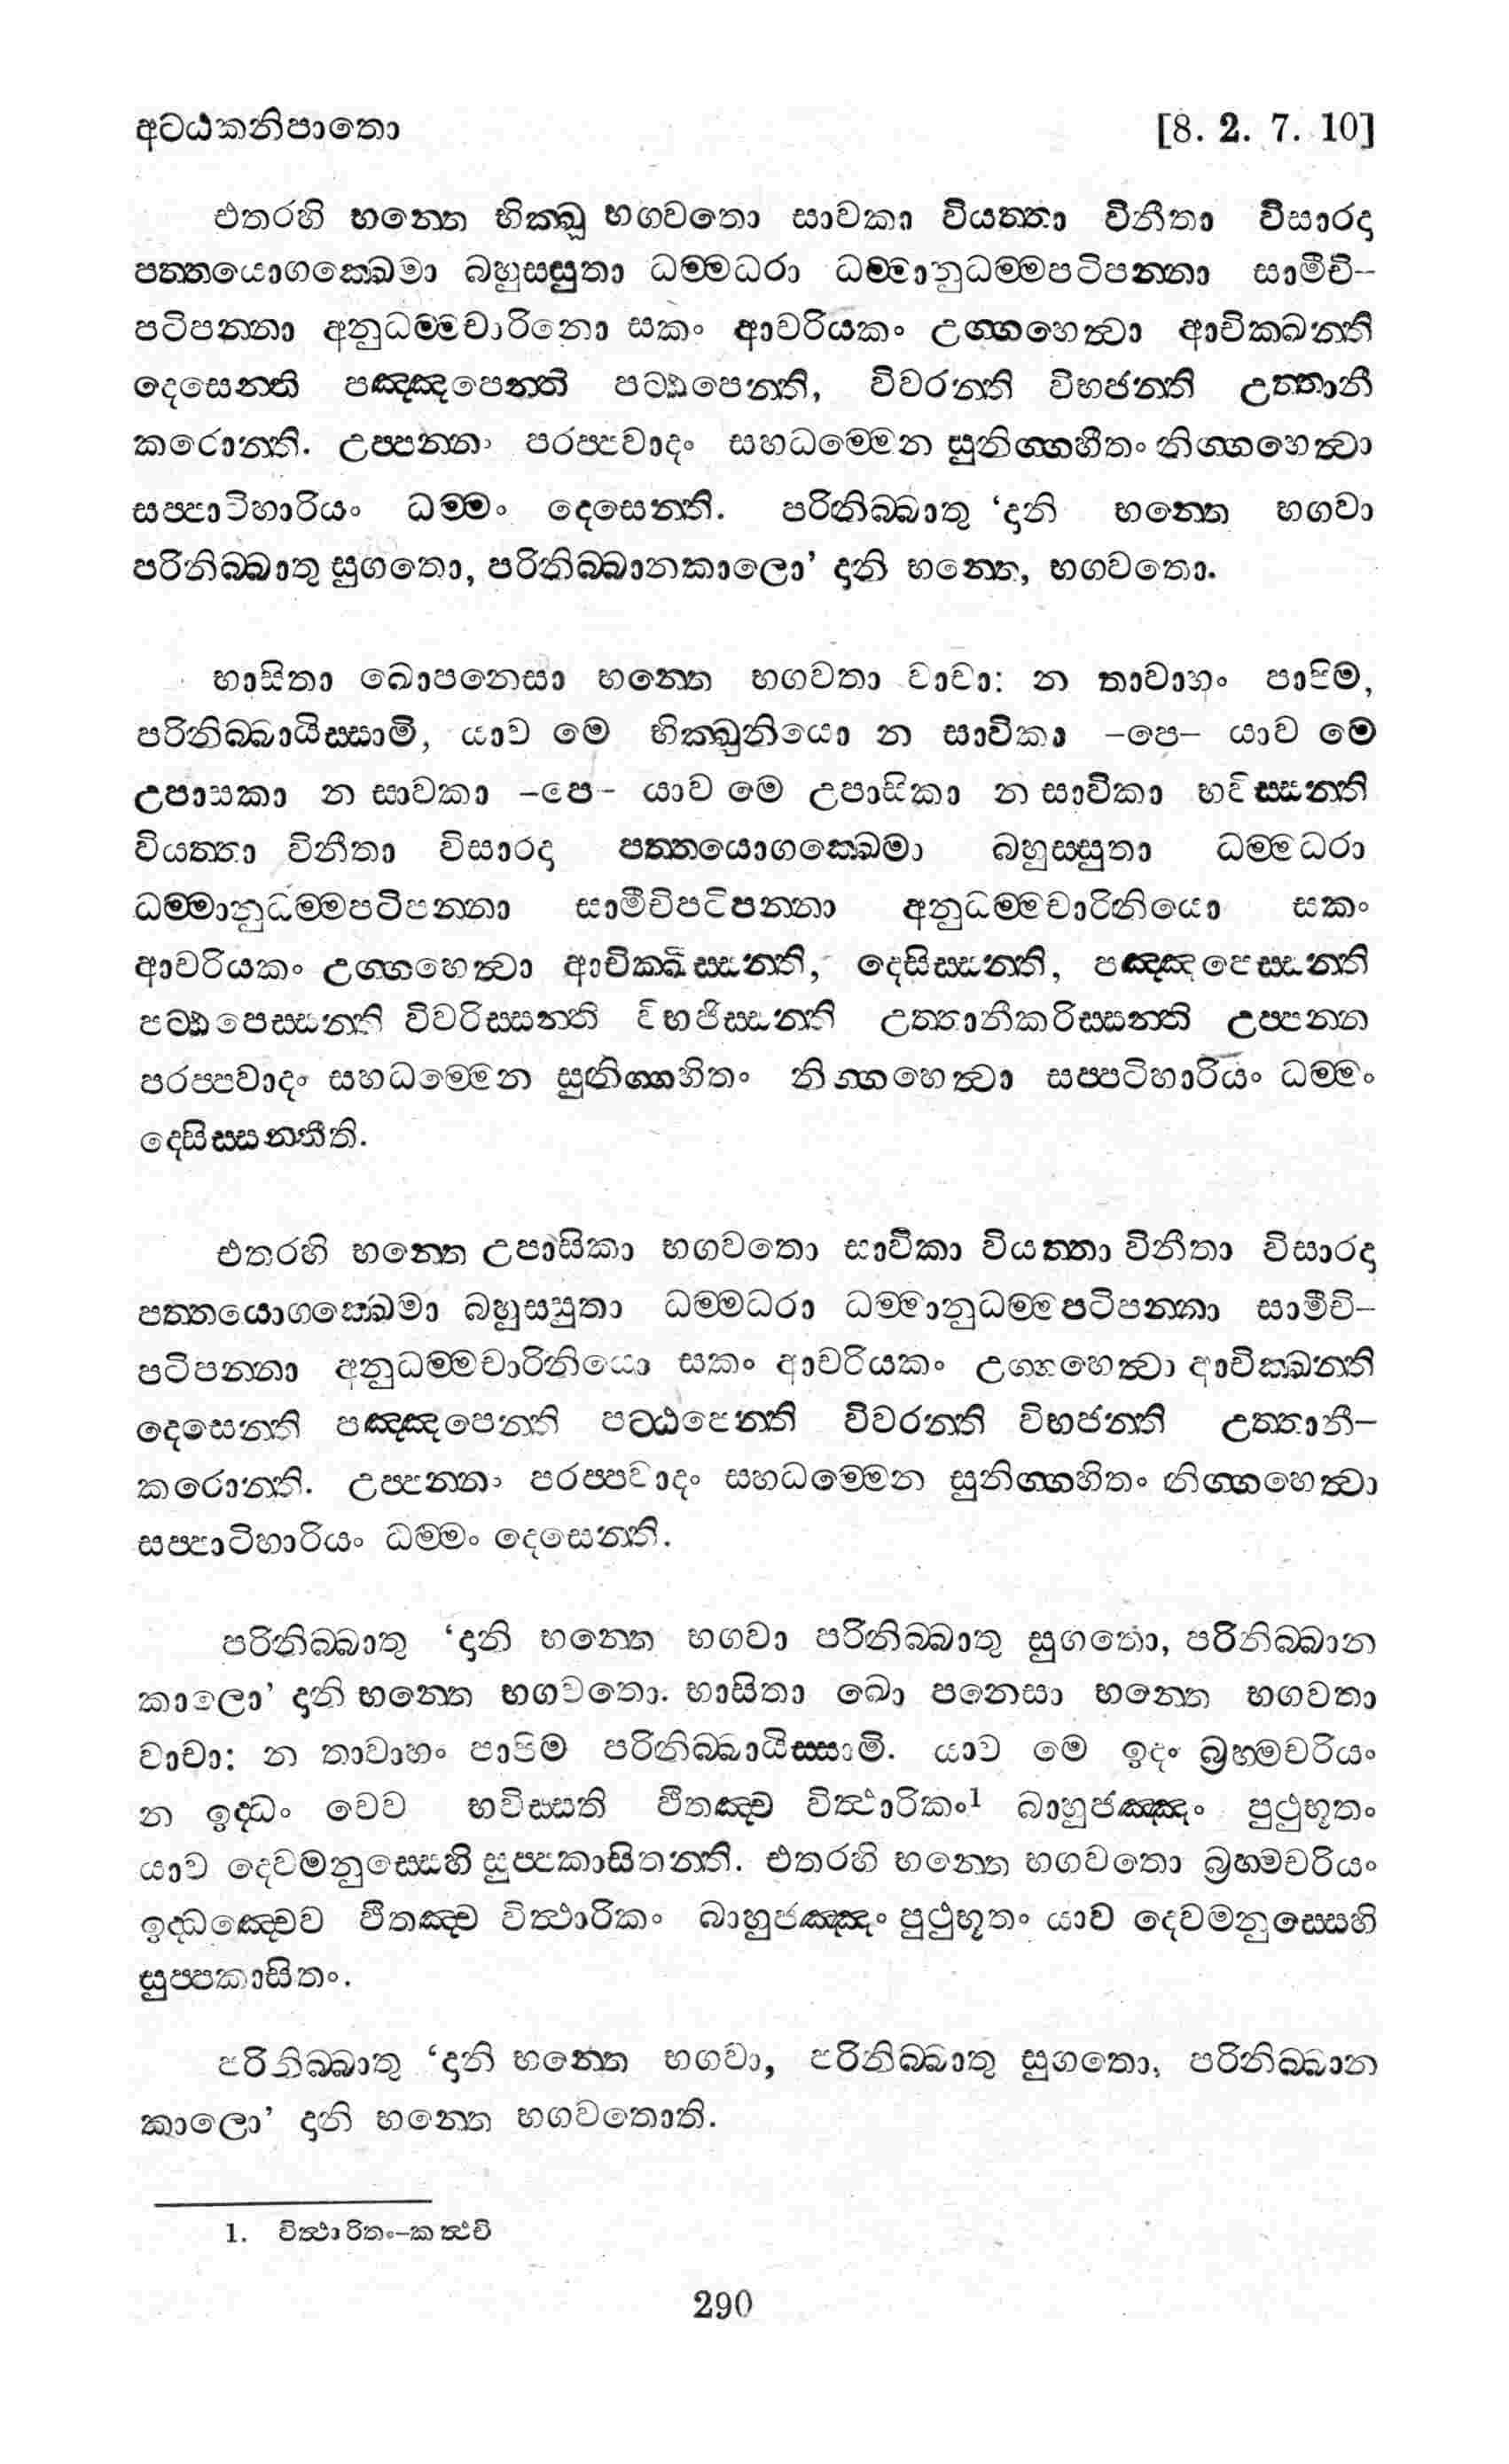 අට්ඨකනිපාතො [8. 2. 7. 10]
එතරහි භන්තෙ භික්ඛූ භගවතො සාවකා වියත්තා විනීතා විසාරදා
පත්තයොගක්ඛෙමා බහුස්සුතා ධම්මධරා ධම්මානුධම්මපටිපන්නා සාමීචි–
පටිපන්නා අනුධම්මචාරිනො සකං ආචරියකං උග්ගහෙත්වා ආචික්ඛන්ති
දෙසෙන්ති පඤ්ඤපෙන්ති පට්ඨපෙන්ති, විවරන්ති විභජන්ති උත්තානී
කරොන්ති. උප්පන්නං පරප්පවාදං සහධම්මෙන සුනිග්ගහීතං නිග්ගහෙත්වා
සප්පාටිහාරියං ධම්මං දෙසෙන්ති. පරිනිබ්බාතු ‘දානි භන්තෙ භගවා
පරිනිබ්බාතු සුගතො, පරිනිබ්බානකාලො’ දානි භන්තෙ, භගවතො.
භාසිතා ඛොපනෙසා භන්තෙ භගවතා වාචා: න තාවාහං පාපිම,
පරිනිබ්බායිස්සාමි, යාව මෙ භික්ඛුනියො න සාවිකා –පෙ– යාව මෙ
උපාසකා න සාවකා –පෙ– යාව මෙ උපාසිකා න සාවිකා භවිස්සන්ති
වියත්තා විනීතා විසාරදා පත්තයොගක්ඛෙමා බහුස්සුතා ධම්මධරා
ධම්මානුධම්මපටිපන්නා සාමීචිපටිපන්නා අනුධම්මචාරිනියො සකං
ආචරියකං උග්ගහෙත්වා ආචික්ඛිස්සන්ති, දෙසිස්සන්ති, පඤ්ඤපෙස්සන්ති
පට්ඨපෙස්සන්ති විවරිස්සන්ති විභජිස්සන්ති උත්තානීකරිස්සන්ති උප්පන්න
පරප්පවාදං සහධම්මෙන සුනිග්ගහිතං නිග්ගහෙත්වා සප්පටිහාරියං ධම්මං
දෙසිස්සන්තීති.
එතරහි භන්තෙ උපාසිකා භගවතො සාවිකා වියත්තා විනීතා විසාරදා
පත්තයොගක්ඛෙමා බහුස්සුතා ධම්මධරා ධම්මානුධම්මපටිපන්නා සාමීචි–
පටිපන්නා අනුධම්මචාරිනියො සකං ආචරියකං උග්ගහෙත්වා ආචික්ඛන්ති
දෙසෙන්ති පඤ්ඤපෙන්ති පට්ඨපෙන්ති විවරන්ති විභජන්ති උත්තානී–
කරොන්ති. උප්පන්නං පරප්පවාදං සහධම්මෙන සුනිග්ගහිතං නිග්ගහෙත්වා
සප්පාටිහාරියං ධම්මං දෙසෙන්ති.
පරිනිබ්බාතු ‘දානි භන්තෙ භගවා පරිනිබ්බාතු සුගතො, පරිනිබ්බාන
කාලො’ දානි භන්තෙ භගවතො. භාසිතා ඛො පනෙසා භන්තෙ භගවතා
වාචා: න තාවාහං පාපිම පරිනිබ්බායිස්සාමි. යාව මෙ ඉදං බ්‍රහ්මචරියං
න ඉද්ධං චෙව භවිස්සති ඵීතඤ්ච විත්ථාරිකං¹ බාහුජඤ්ඤං පුථුභූතං
යාව දෙවමනුස්සෙහි සුප්පකාසිතන්ති. එතරහි භන්තෙ භගවතො බ්‍රහ්මචරියං
ඉද්ධඤ්චෙව ඵීතඤ්ච විත්ථාරිකං බාහුජඤ්ඤං පුථුභූතං යාව දෙවමනුස්සෙහි
සුප්පකාසිතං.
පරිනිබ්බාතු ‘දානි භන්තෙ භගවා, පරිනිබ්බාතු සුගතො, පරිනිබ්බාන
කාලො’ දානි භන්තෙ භගවතොති.
1. විත්ථාරිතං–කත්ථචි
290